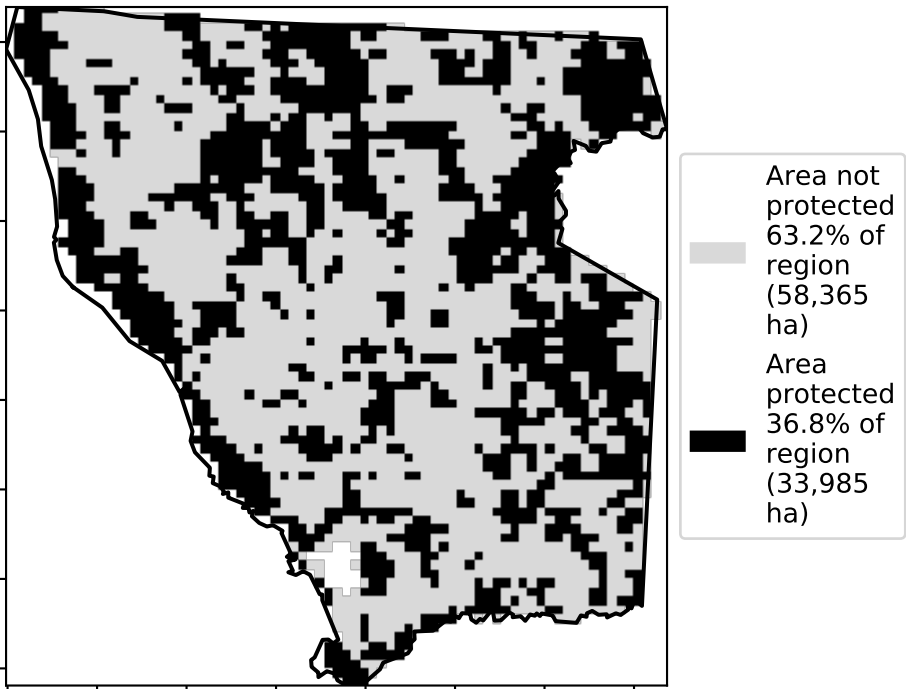 Area not
protected
63.2% of
region
(58,365
ha)
Area
protected
36.8% of
region
(33,985
ha)